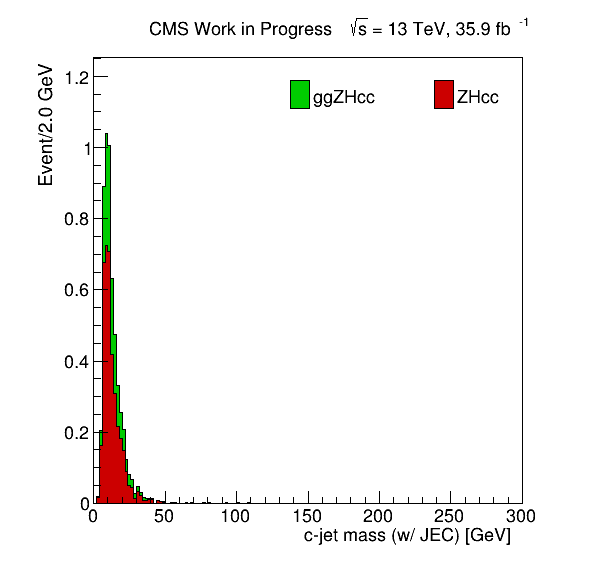 CMS Work in Progress √s = 13 TeV, 35.9 fb -1
Event/2.0 GeV
ggZHcc ZHcc
1.2
1
0.8
0.6
0.4
0.2
0
0 50 100 150 200 250 300
c-jet mass (w/ JEC) [GeV]